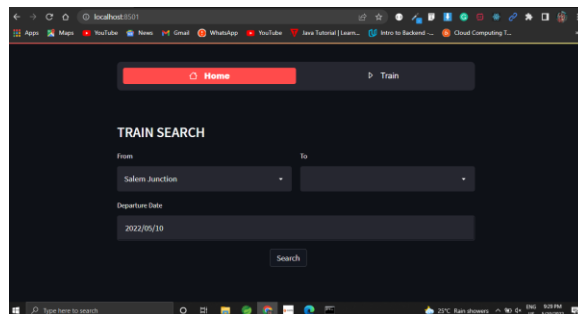 localhost:8501
Apps Maps YouTube News Gmail WhatsApp YouTube Java Tutorial | Learn... Intro to Backend -... Cloud Computing T...
Home Train
TRAIN SEARCH
From To
Salem Junction
Departure Date
2022/05/10
Search
Type here to search 25°C Rain showers ENG 9:29 PM